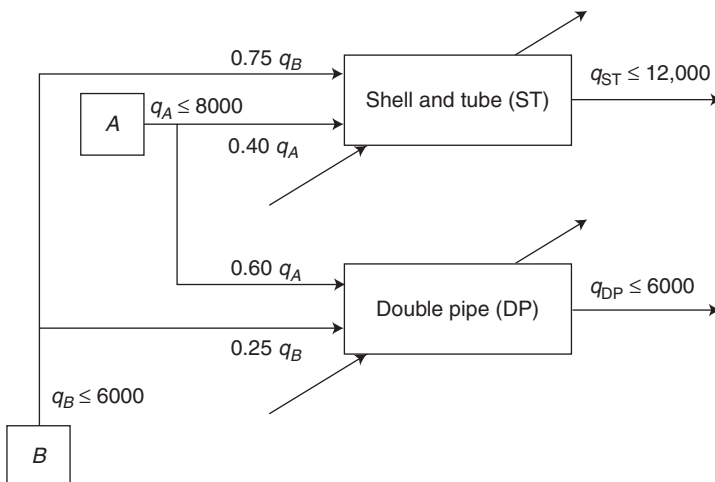 0.75 q_B
q_ST ≤ 12,000
Shell and tube (ST)
A
q_A ≤ 8000
0.40 q_A
0.60 q_A
q_DP ≤ 6000
Double pipe (DP)
0.25 q_B
q_B ≤ 6000
B